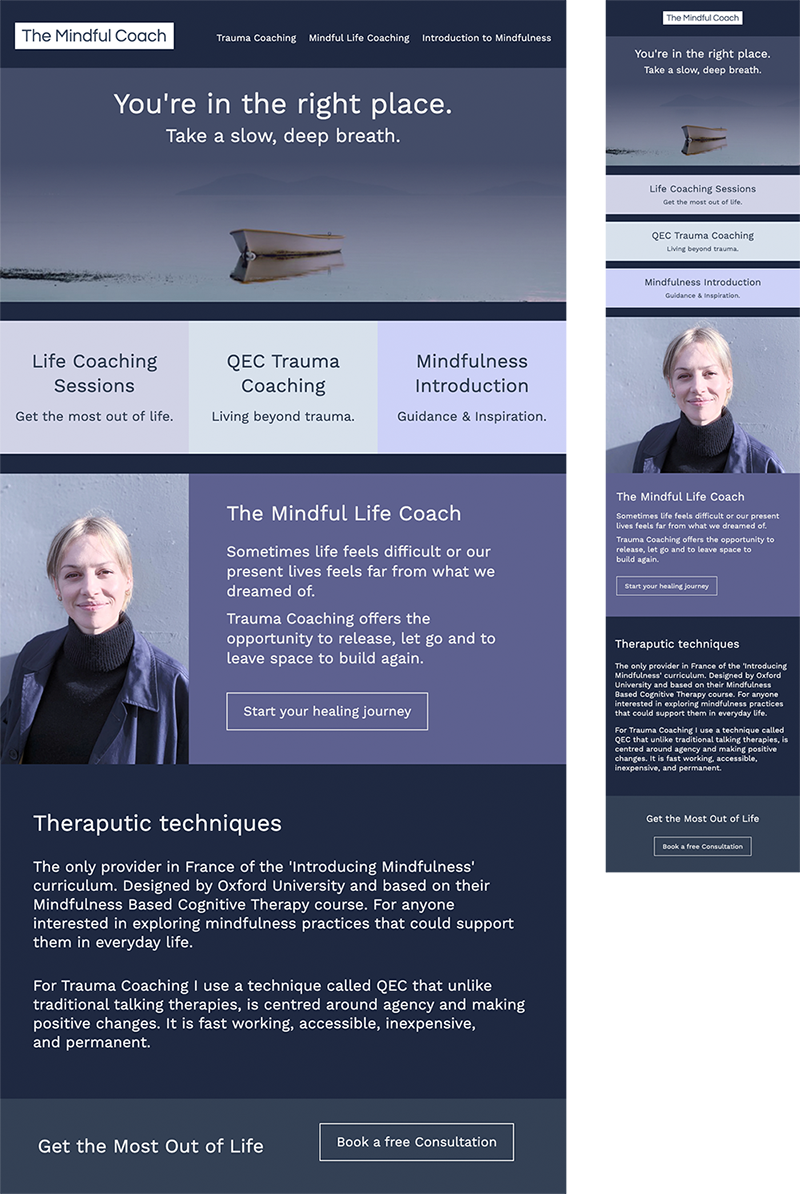 The Mindful Coach
Trauma Coaching Mindful Life Coaching Introduction to Mindfulness
You're in the right place.
Take a slow, deep breath.
Life Coaching
Sessions
Get the most out of life.
QEC Trauma
Coaching
Living beyond trauma.
Mindfulness
Introduction
Guidance & Inspiration.
The Mindful Life Coach
Sometimes life feels difficult or our
present lives feels far from what we
dreamed of.
Trauma Coaching offers the
opportunity to release, let go and to
leave space to build again.
Start your healing journey
Theraputic techniques
The only provider in France of the 'Introducing Mindfulness'
curriculum. Designed by Oxford University and based on their
Mindfulness Based Cognitive Therapy course. For anyone
interested in exploring mindfulness practices that could support
them in everyday life.
For Trauma Coaching I use a technique called QEC that unlike
traditional talking therapies, is centred around agency and making
positive changes. It is fast working, accessible, inexpensive,
and permanent.
Get the Most Out of Life
Book a free Consultation
The Mindful Coach
You're in the right place.
Take a slow, deep breath.
Life Coaching Sessions
Get the most out of life.
QEC Trauma Coaching
Living beyond trauma.
Mindfulness Introduction
Guidance & Inspiration.
The Mindful Life Coach
Sometimes life feels difficult or our present
lives feels far from what we dreamed of.
Trauma Coaching offers the opportunity to
release, let go and to leave space to
build again.
Start your healing journey
Theraputic techniques
The only provider in France of the 'Introducing
Mindfulness' curriculum. Designed by Oxford
University and based on their Mindfulness
Based Cognitive Therapy course. For anyone
interested in exploring mindfulness practices
that could support them in everyday life.
For Trauma Coaching I use a technique called
QEC that unlike traditional talking therapies, is
centred around agency and making positive
changes. It is fast working, accessible,
inexpensive, and permanent.
Get the Most Out of Life
Book a free Consultation